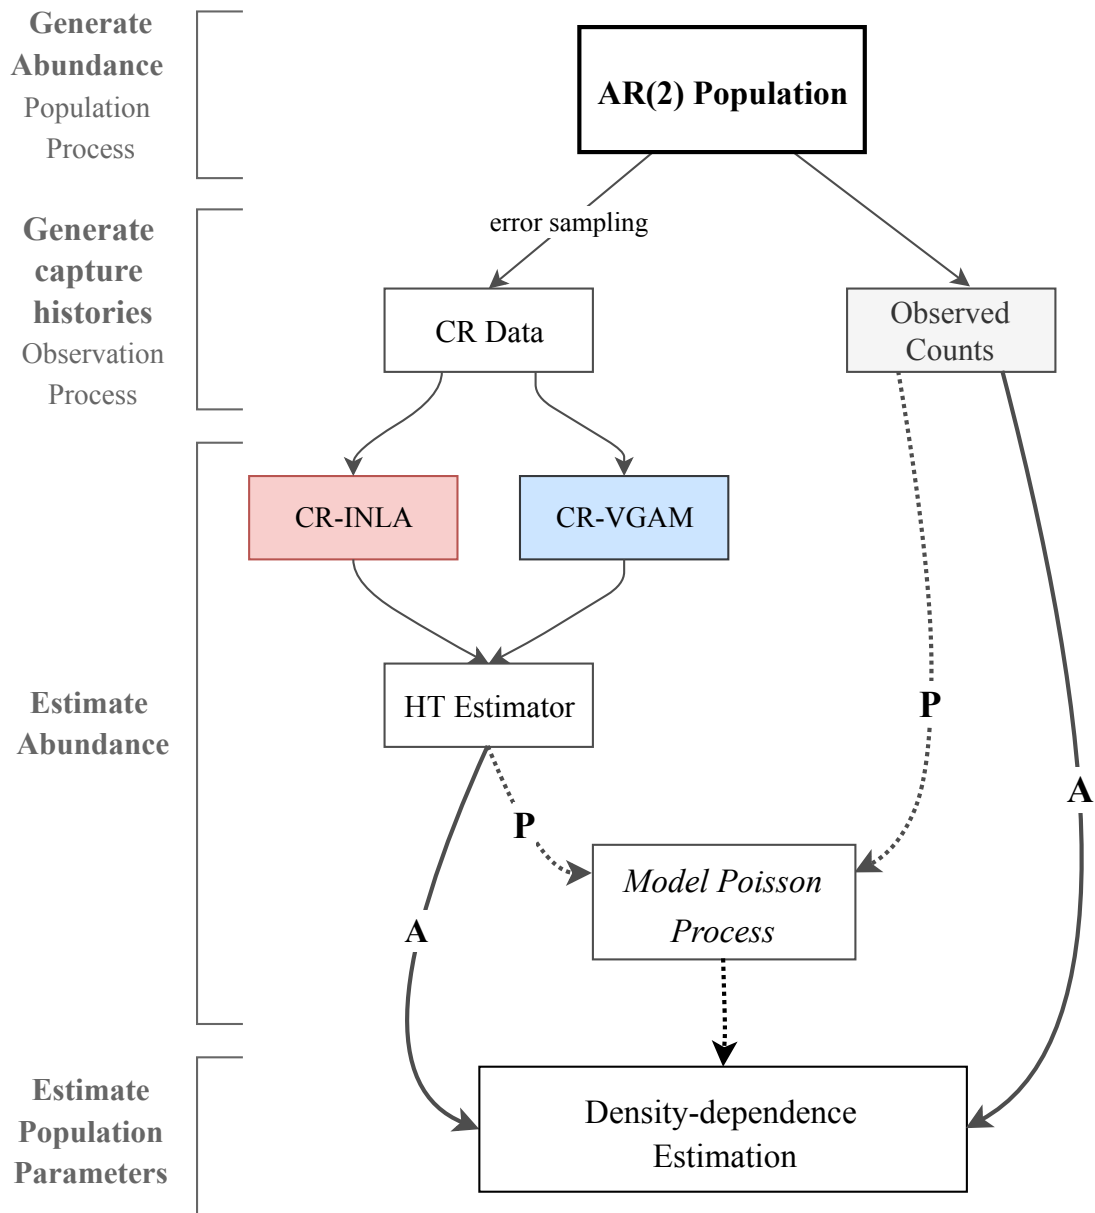 Generate
Abundance
Population
Process
AR(2) Population
error sampling
Generate
capture
histories
Observation
Process
CR Data
Observed
Counts
CR-INLA
CR-VGAM
Estimate
Abundance
HT Estimator
P
P
A
A
Model Poisson
Process
Estimate
Population
Parameters
Density-dependence
Estimation